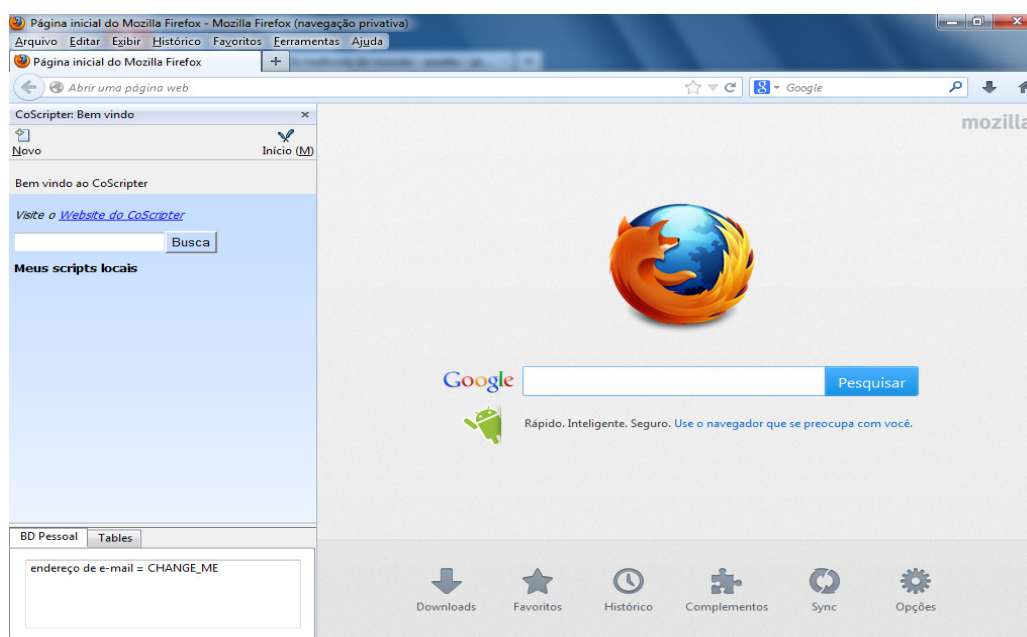 Página inicial do Mozilla Firefox - Mozilla Firefox (navegação privativa)
Arquivo Editar Exibir Histórico Favoritos Ferramentas Ajuda
Página inicial do Mozilla Firefox +
Abrir uma página web
8 Google
CoScripter: Bem vindo ×
mozilla
Novo Início (M)
Bem vindo ao CoScripter
Visite o Website do CoScripter
Busca
Meus scripts locais
Google
Pesquisar
Rápido. Inteligente. Seguro. Use o navegador que se preocupa com você.
BD Pessoal Tables
endereço de e-mail = CHANGE_ME
Downloads Favoritos Histórico Complementos Sync Opções